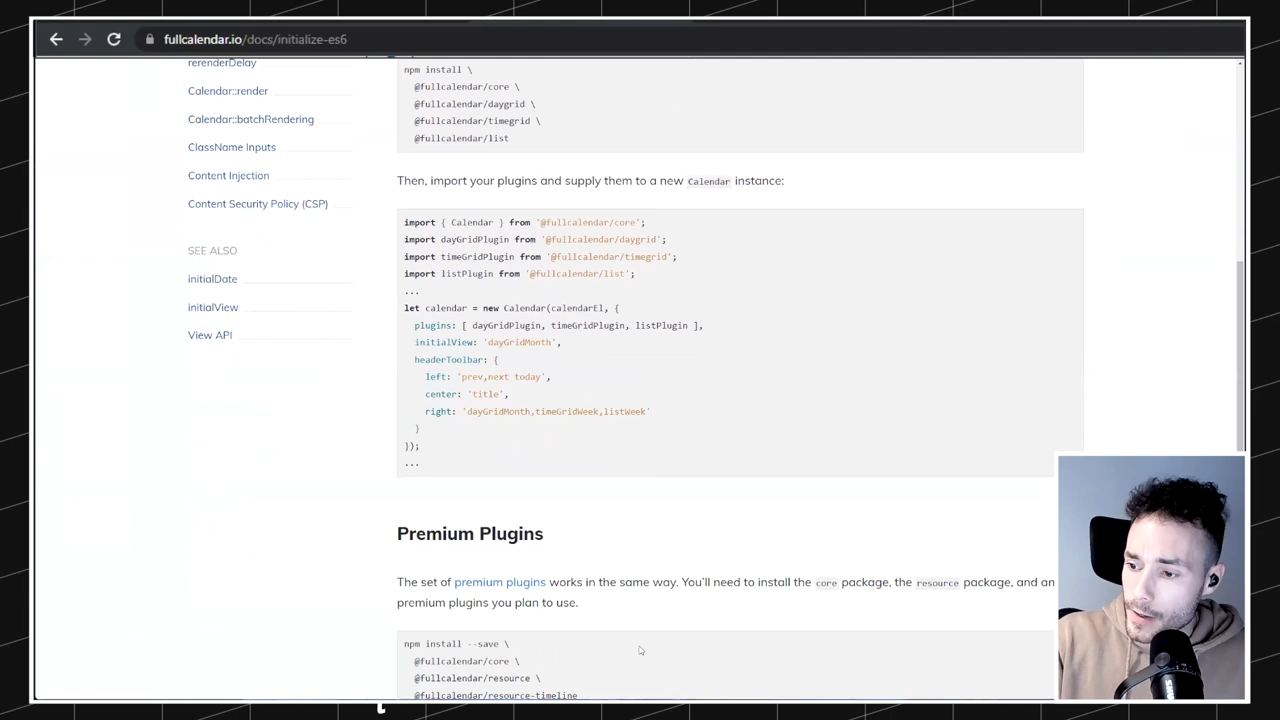 fullcalendar.io/docs/initialize-es6
rerenderDelay
Calendar::render
Calendar::batchRendering
ClassName Inputs
Content Injection
Content Security Policy (CSP)
SEE ALSO
initialDate
initialView
View API
npm install \
@fullcalendar/core \
@fullcalendar/daygrid \
@fullcalendar/timegrid \
@fullcalendar/list
Then, import your plugins and supply them to a new Calendar instance:
import { Calendar } from '@fullcalendar/core';
import dayGridPlugin from '@fullcalendar/daygrid';
import timeGridPlugin from '@fullcalendar/timegrid';
import listPlugin from '@fullcalendar/list';
...
let calendar = new Calendar(calendarEl, {
plugins: [ dayGridPlugin, timeGridPlugin, listPlugin ],
initialView: 'dayGridMonth',
headerToolbar: {
left: 'prev,next today',
center: 'title',
right: 'dayGridMonth,timeGridWeek,listWeek'
}
});
...
Premium Plugins
The set of premium plugins works in the same way. You'll need to install the core package, the resource package, and an
premium plugins you plan to use.
npm install --save \
@fullcalendar/core \
@fullcalendar/resource \
@fullcalendar/resource-timeline